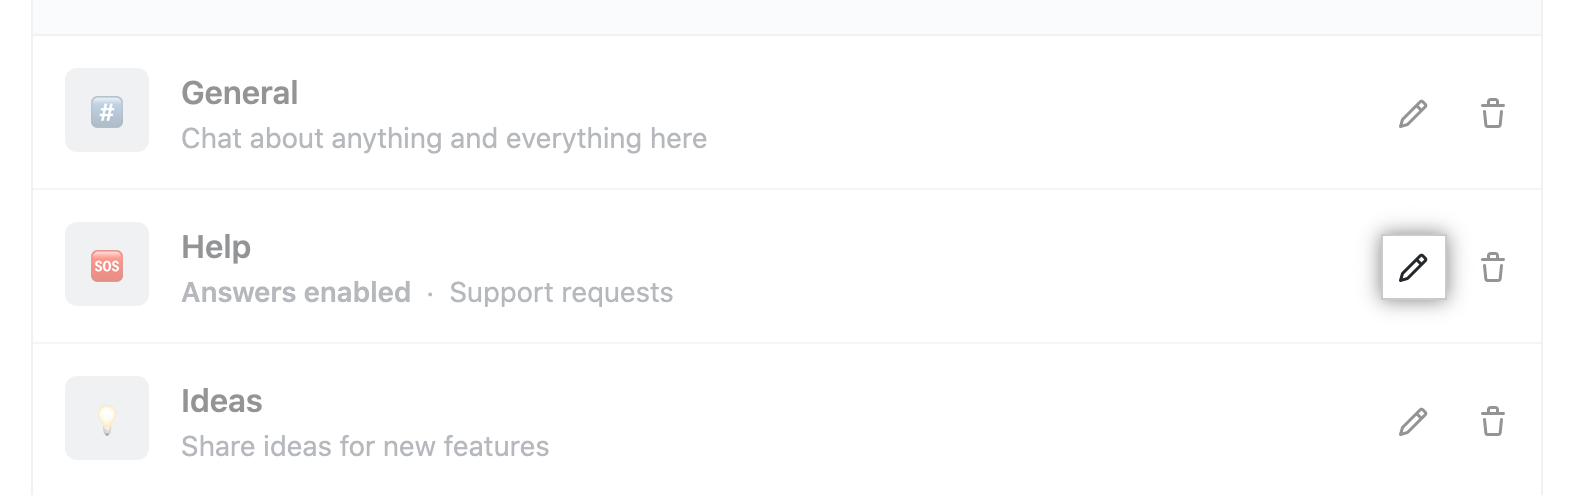 #
General
Chat about anything and everything here
SOS
Help
Answers enabled · Support requests
Ideas
Share ideas for new features